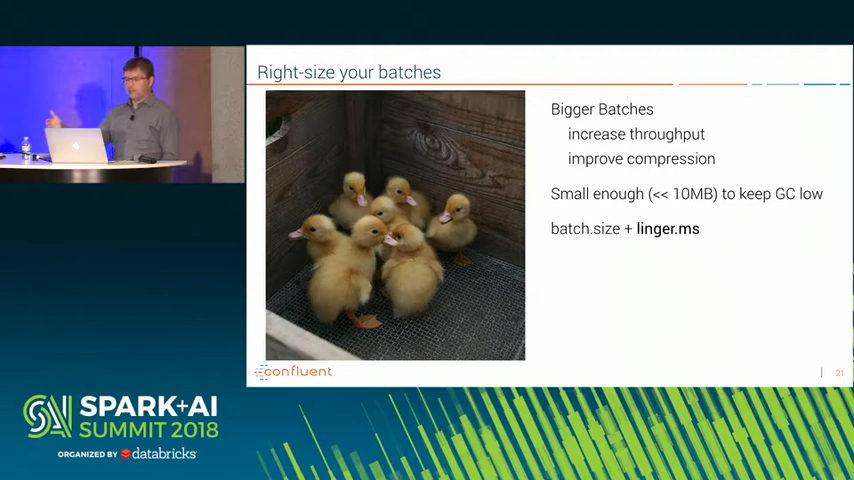 Right-size your batches
Bigger Batches
increase throughput
improve compression
Small enough (<< 10MB) to keep GC low
batch.size + linger.ms
confluent
21
SPARK+AI
SUMMIT 2018
ORGANIZED BY databricks